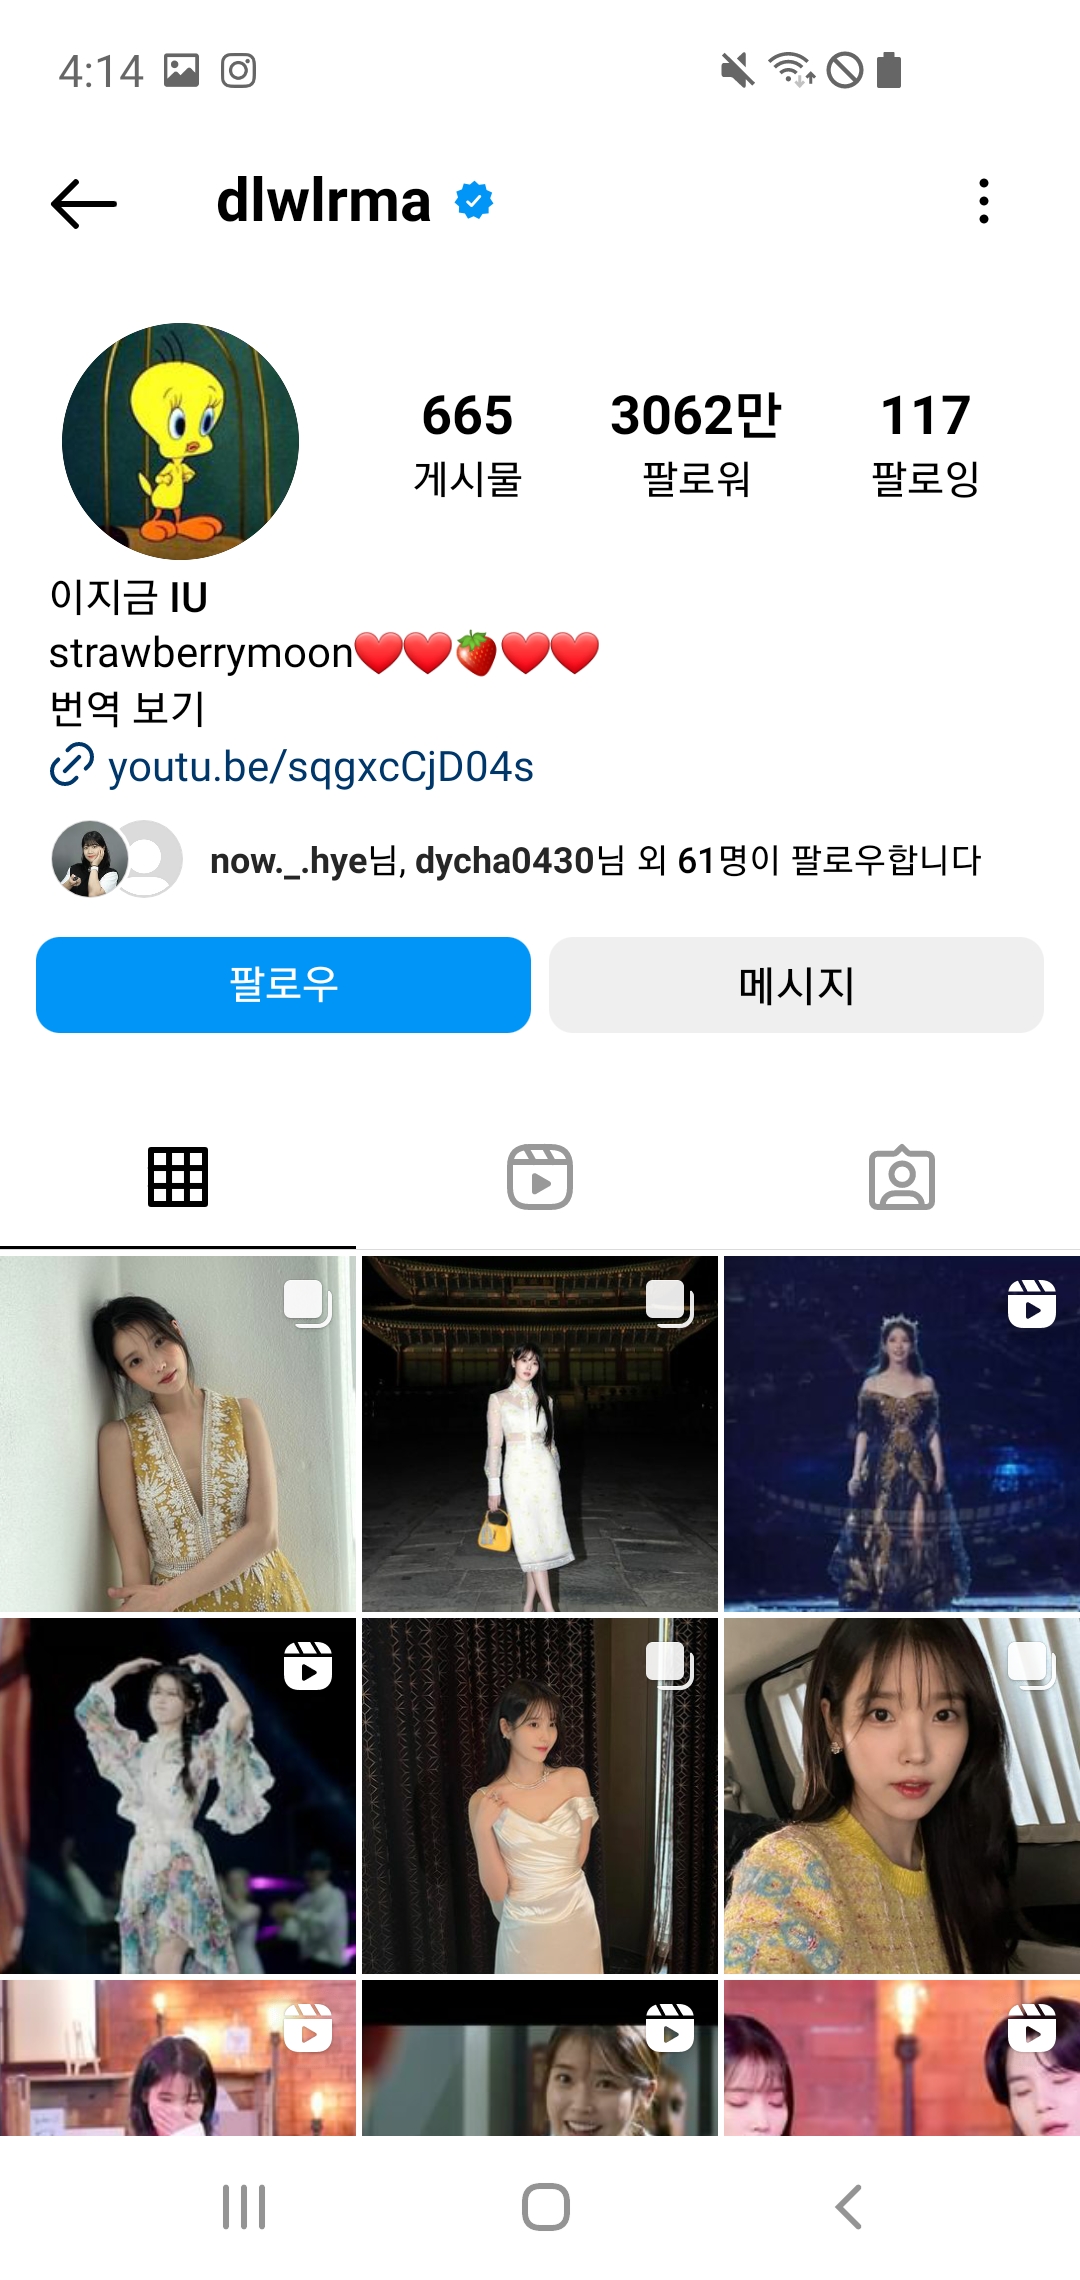 4:14
dlwlrma
665 3062만 117
게시물 팔로워 팔로잉
이지금 IU
strawberrymoon❤️❤️🍓❤️❤️
번역 보기
youtu.be/sqgxcCjD04s
now._.hye님, dycha0430님 외 61명이 팔로우합니다
팔로우 메시지